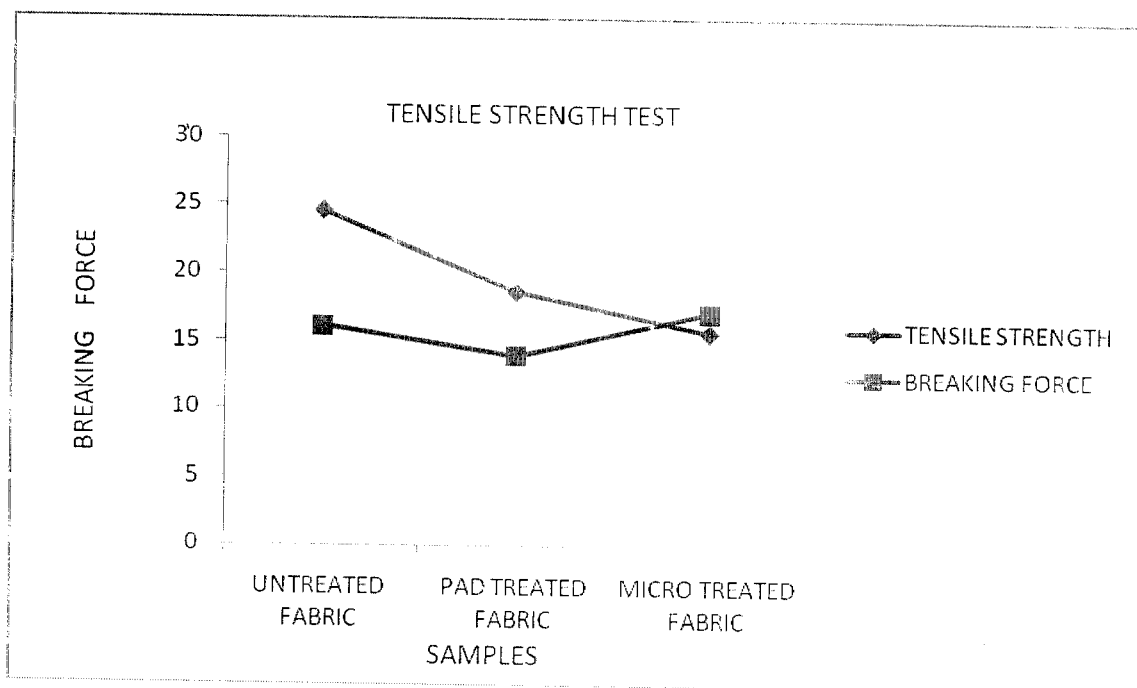 TENSILE STRENGTH TEST
30
25
20
15
10
5
0
BREAKING FORCE
UNTREATED FABRIC
PAD TREATED FABRIC
MICRO TREATED FABRIC
SAMPLES
TENSILE STRENGTH
BREAKING FORCE